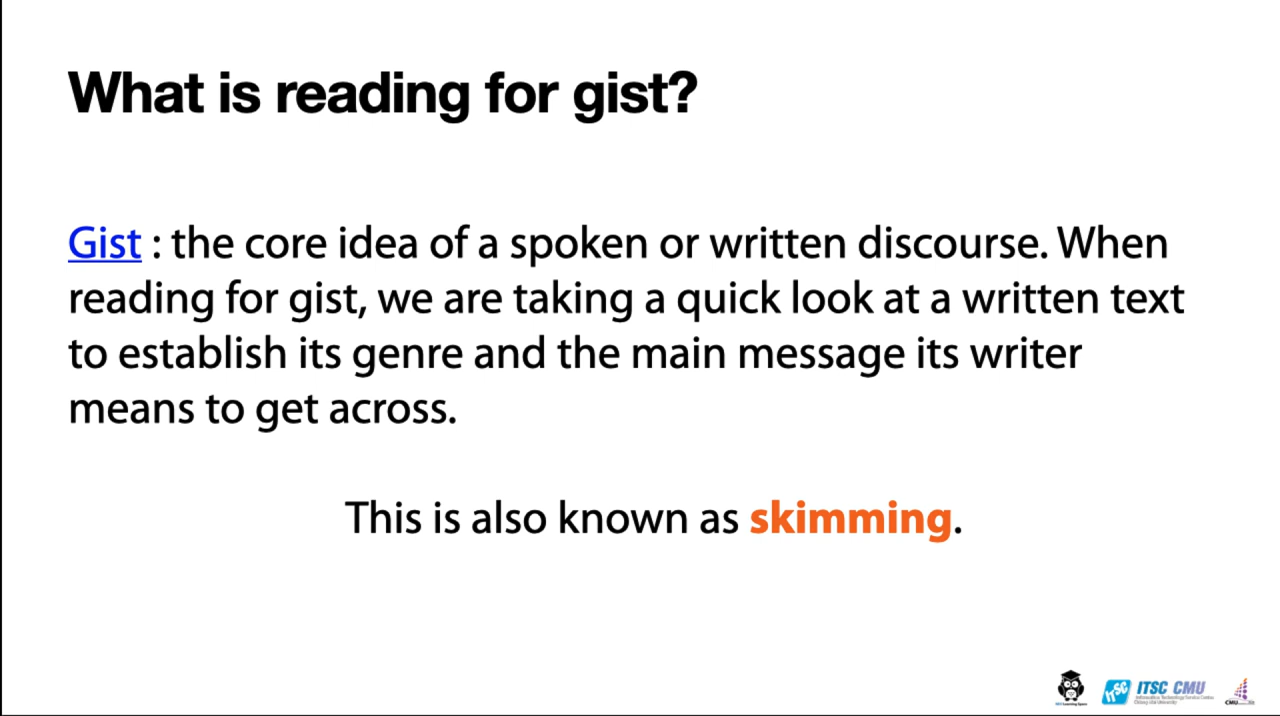 What is reading for gist?
Gist : the core idea of a spoken or written discourse. When
reading for gist, we are taking a quick look at a written text
to establish its genre and the main message its writer
means to get across.
This is also known as skimming.
ITSC CMU
CMU